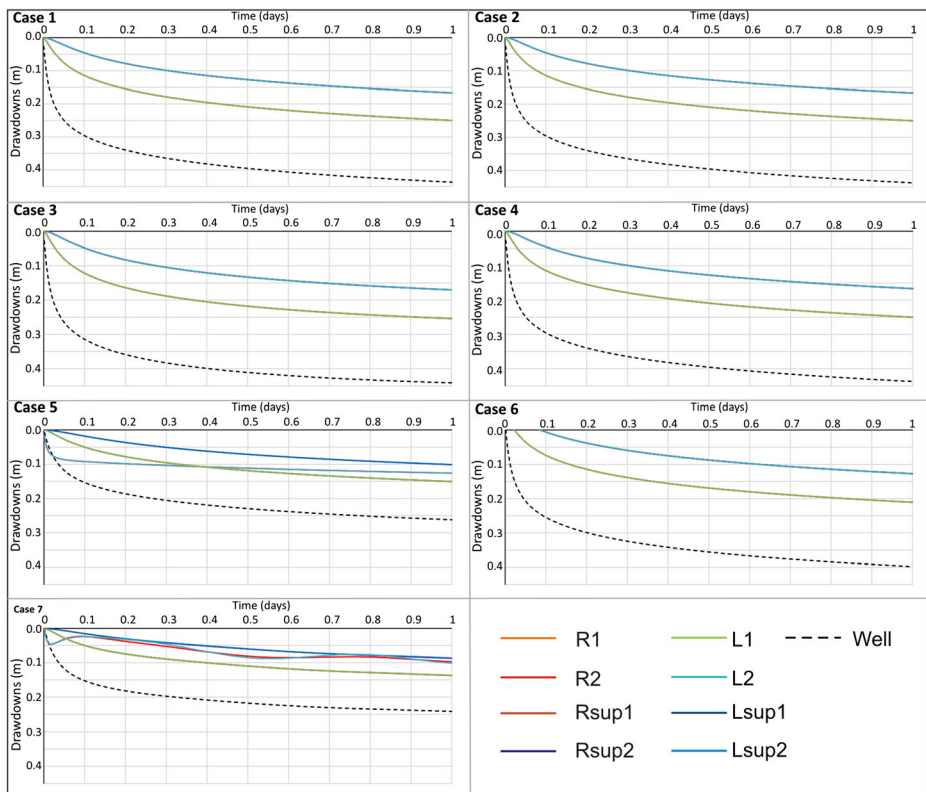 Case 1
Time (days)
0 0.1 0.2 0.3 0.4 0.5 0.6 0.7 0.8 0.9 1
Drawdowns (m)
0.0
0.1
0.2
0.3
0.4
Case 2
Time (days)
0 0.1 0.2 0.3 0.4 0.5 0.6 0.7 0.8 0.9 1
Drawdowns (m)
0.0
0.1
0.2
0.3
0.4
Case 3
Time (days)
0 0.1 0.2 0.3 0.4 0.5 0.6 0.7 0.8 0.9 1
Drawdowns (m)
0.0
0.1
0.2
0.3
0.4
Case 4
Time (days)
0 0.1 0.2 0.3 0.4 0.5 0.6 0.7 0.8 0.9 1
Drawdowns (m)
0.0
0.1
0.2
0.3
0.4
Case 5
Time (days)
0 0.1 0.2 0.3 0.4 0.5 0.6 0.7 0.8 0.9 1
Drawdowns (m)
0.0
0.1
0.2
0.3
0.4
Case 6
Time (days)
0 0.1 0.2 0.3 0.4 0.5 0.6 0.7 0.8 0.9 1
Drawdowns (m)
0.0
0.1
0.2
0.3
0.4
Case 7
Time (days)
0 0.1 0.2 0.3 0.4 0.5 0.6 0.7 0.8 0.9 1
Drawdowns (m)
0.0
0.1
0.2
0.3
0.4
R1 L1 Well
R2 L2
Rsup1 Lsup1
Rsup2 Lsup2